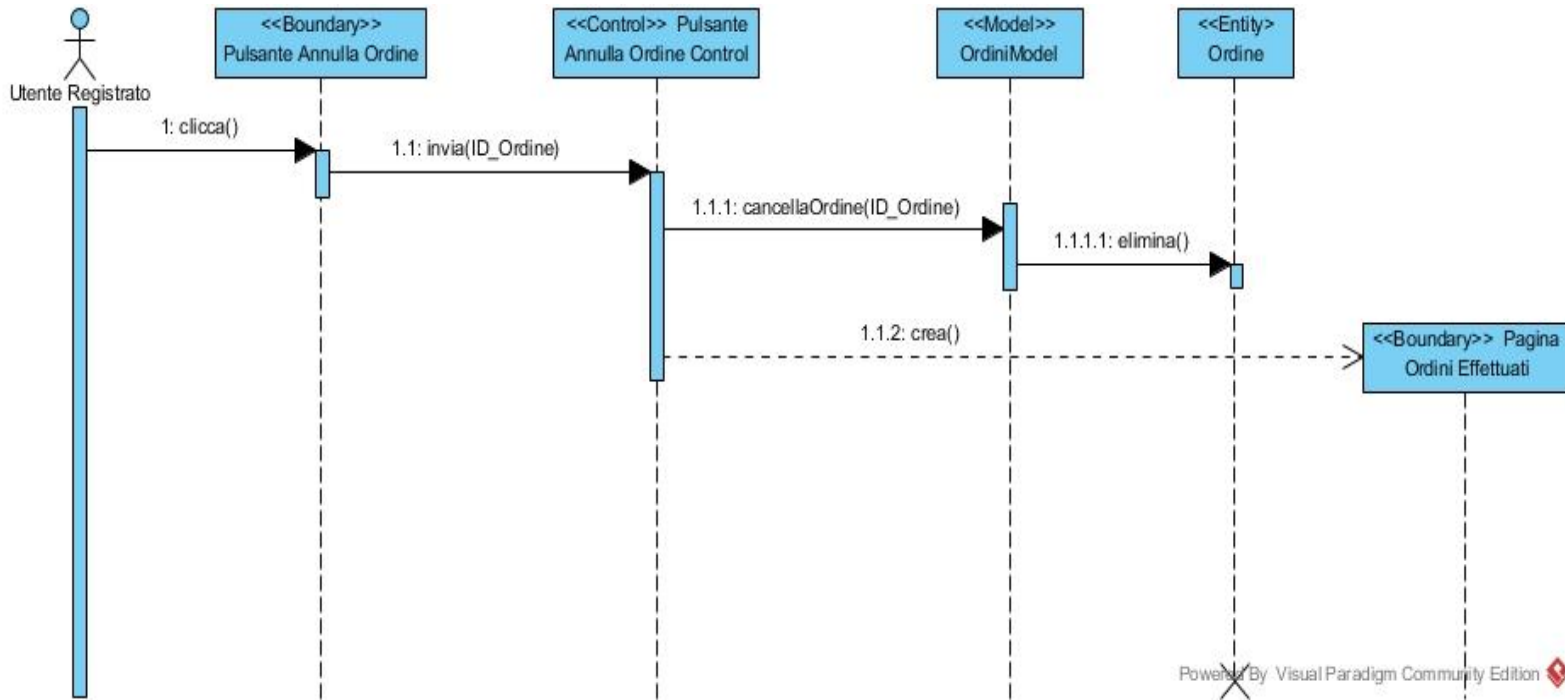 <<Boundary>>
Pulsante Annulla Ordine
<<Control>> Pulsante
Annulla Ordine Control
<<Model>>
OrdiniModel
<<Entity>
Ordine
Utente Registrato
1: clicca()
1.1: invia(ID_Ordine)
1.1.1: cancellaOrdine(ID_Ordine)
1.1.1.1: elimina()
1.1.2: crea()
<<Boundary>> Pagina
Ordini Effettuati
Powered By Visual Paradigm Community Edition